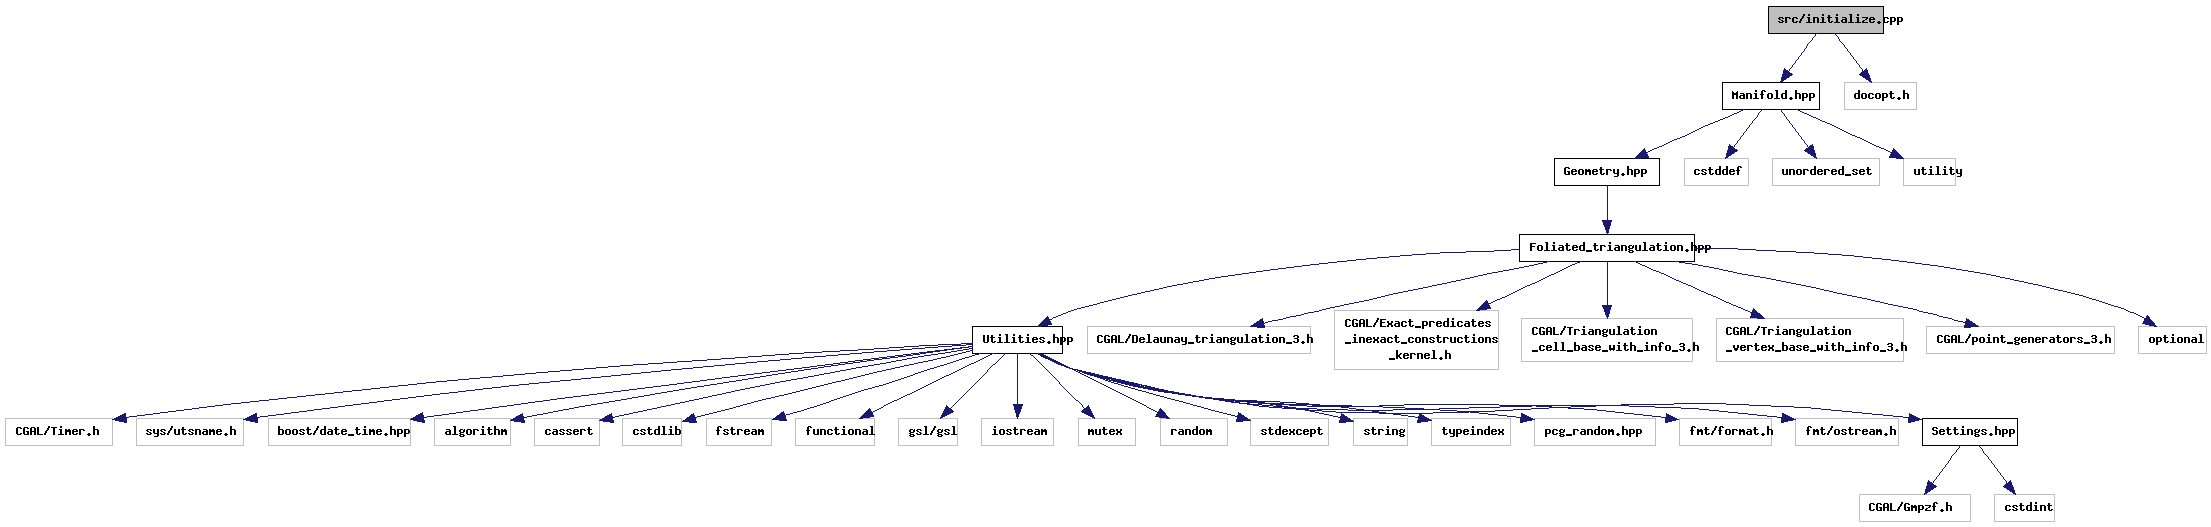 src/initialize.cpp
Manifold.hpp
docopt.h
Geometry.hpp
cstddef
unordered_set
utility
Foliated_triangulation.hpp
Utilities.hpp
CGAL/Delaunay_triangulation_3.h
CGAL/Exact_predicates
_inexact_constructions
_kernel.h
CGAL/Triangulation
_cell_base_with_info_3.h
CGAL/Triangulation
_vertex_base_with_info_3.h
CGAL/point_generators_3.h
optional
CGAL/Timer.h
sys/utsname.h
boost/date_time.hpp
algorithm
cassert
cstdlib
fstream
functional
gsl/gsl
iostream
mutex
random
stdexcept
string
typeindex
pcg_random.hpp
fmt/format.h
fmt/ostream.h
Settings.hpp
CGAL/Gmpzf.h
cstdint